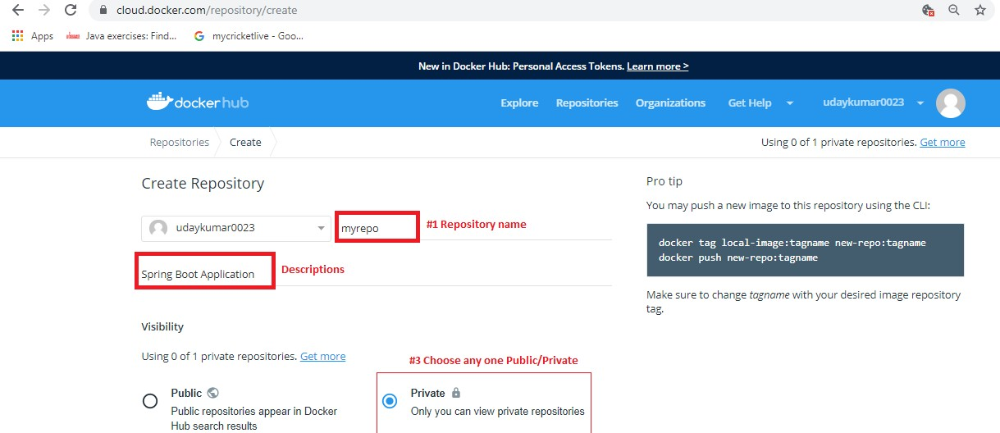 cloud.docker.com/repository/create
Apps Java exercises: Find... mycricketlive - Goo...
New in Docker Hub: Personal Access Tokens. Learn more >
dockerhub Explore Repositories Organizations Get Help udaykumar0023
Repositories Create Using 0 of 1 private repositories. Get more
Create Repository
udaykumar0023 myrepo #1 Repository name
Spring Boot Application Descriptions
Visibility
Using 0 of 1 private repositories. Get more
#3 Choose any one Public/Private
Public
Public repositories appear in Docker
Hub search results
Private
Only you can view private repositories
Pro tip
You may push a new image to this repository using the CLI:
docker tag local-image:tagname new-repo:tagname
docker push new-repo:tagname
Make sure to change tagname with your desired image repository
tag.